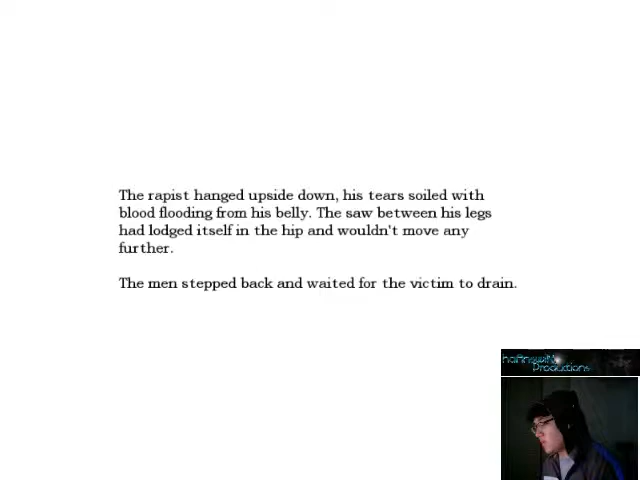 The rapist hanged upside down, his tears soiled with
blood flooding from his belly. The saw between his legs
had lodged itself in the hip and wouldn't move any
further.
The men stepped back and waited for the victim to drain.
Productions